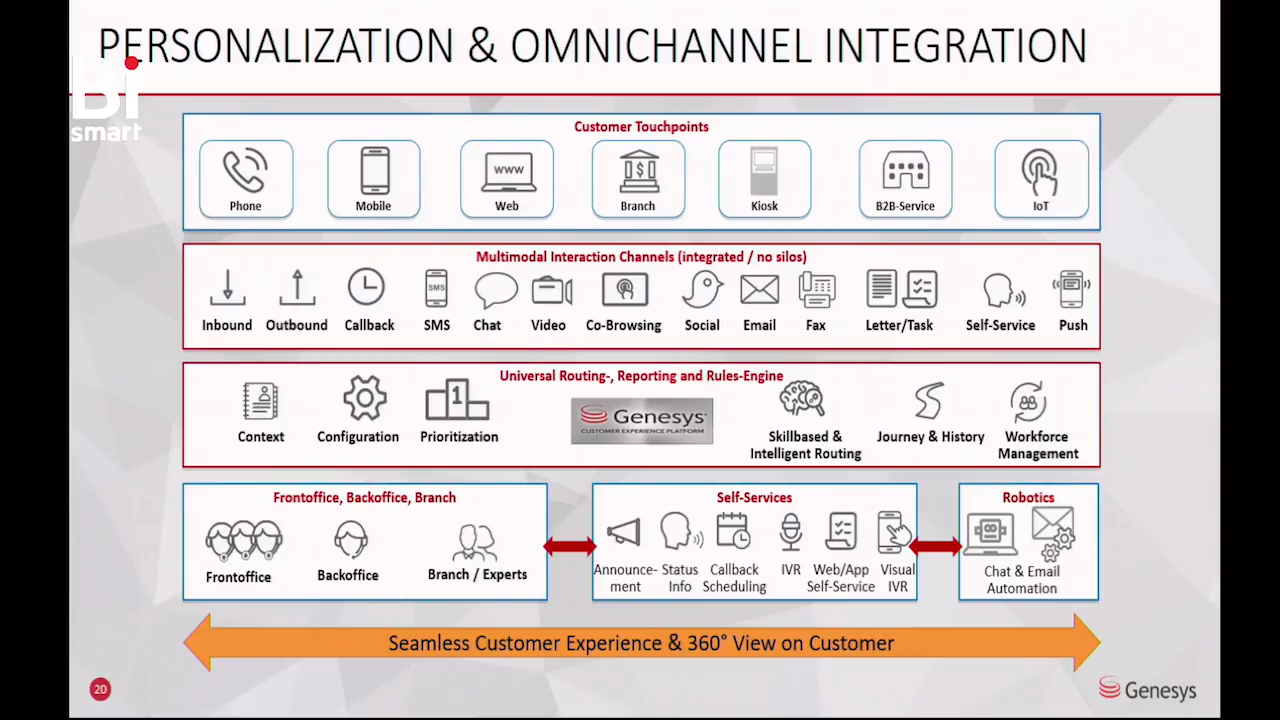 PERSONALIZATION & OMNICHANNEL INTEGRATION
Bi
smart
Customer Touchpoints
WWW
$
Phone
Mobile
Web
Branch
Kiosk
B2B-Service
IoT
Multimodal Interaction Channels (integrated / no silos)
SMS
Inbound
Outbound
Callback
SMS
Chat
Video
Co-Browsing
Social
Email
Fax
Letter/Task
Self-Service
Push
Universal Routing-, Reporting and Rules-Engine
1
Genesys
CUSTOMER EXPERIENCE PLATFORM
Context
Configuration
Prioritization
Skillbased &
Intelligent Routing
Journey & History
Workforce
Management
Frontoffice, Backoffice, Branch
Frontoffice
Backoffice
Branch / Experts
Self-Services
Announce-
ment
Status
Info
Callback
Scheduling
IVR
Web/App
Self-Service
Visual
IVR
Robotics
Chat & Email
Automation
Seamless Customer Experience & 360° View on Customer
20
Genesys